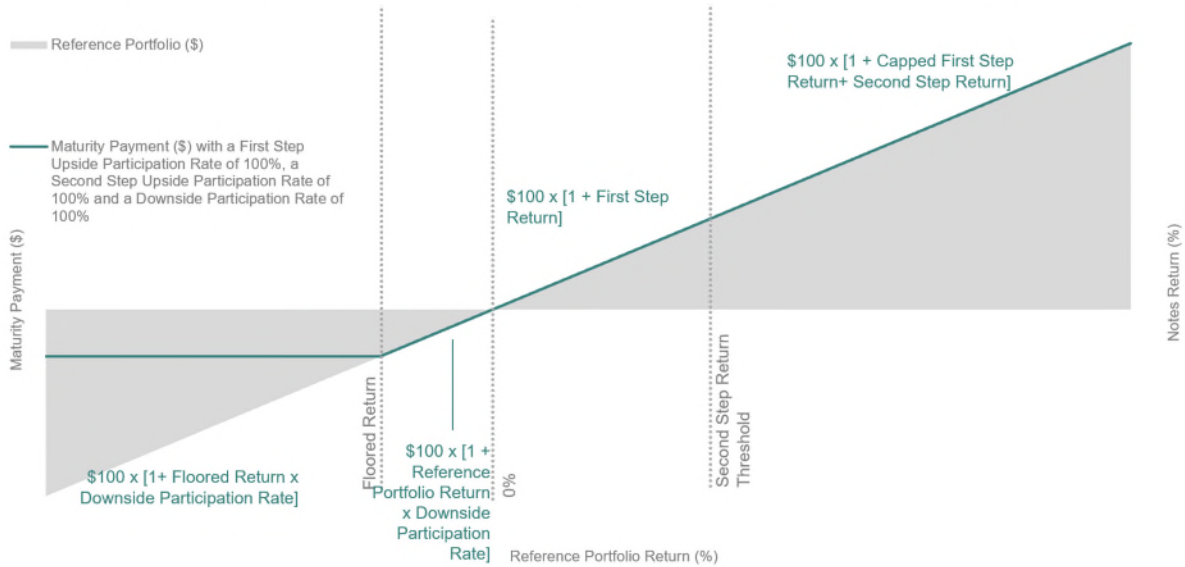 Reference Portfolio ($)
Maturity Payment ($) with a First Step
Upside Participation Rate of 100%, a
Second Step Upside Participation Rate of
100% and a Downside Participation Rate of
100%
$100 x [1 + Capped First Step
Return+ Second Step Return]
$100 x [1 + First Step
Return]
Maturity Payment ($)
Notes Return (%)
Floored Return
0%
Second Step Return
Threshold
$100 x [1+ Floored Return x
Downside Participation Rate]
$100 x [1 +
Reference
Portfolio Return
x Downside
Participation
Rate]
Reference Portfolio Return (%)